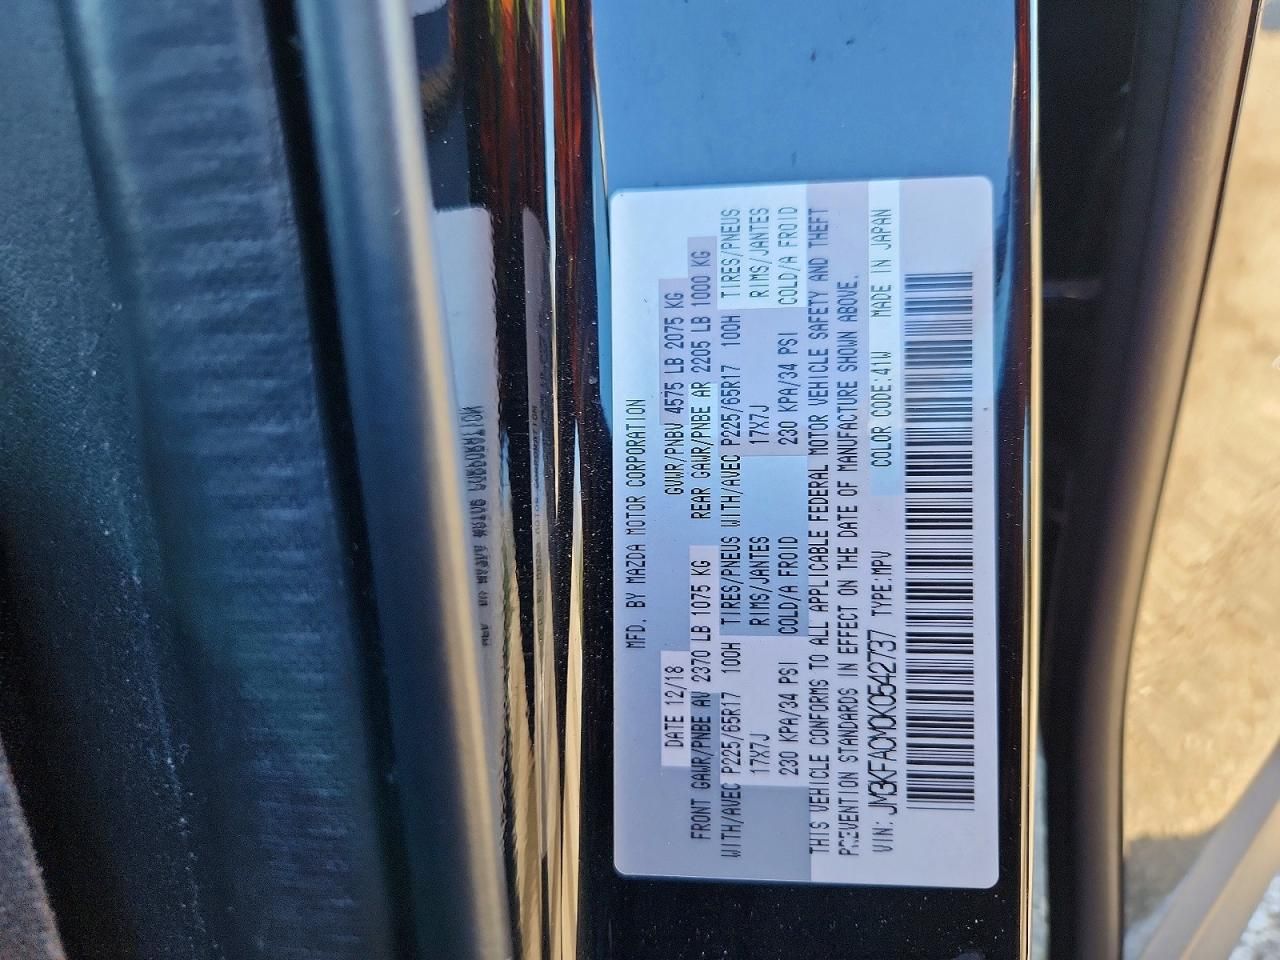 MFD. BY MAZDA MOTOR CORPORATION
DATE 12/18 GVWR/PNBV 4575 LB 2075 KG
FRONT GAWR/PNBE AV 2370 LB 1075 KG REAR GAWR/PNBE AR 2205 LB 1000 KG
WITH/AVEC P225/65R17 100H TIRES/PNEUS WITH/AVEC P225/65R17 100H TIRES/PNEUS
17X7J RIMS/JANTES 17X7J RIMS/JANTES
230 KPA/34 PSI COLD/A FROID 230 KPA/34 PSI COLD/A FROID
THIS VEHICLE CONFORMS TO ALL APPLICABLE FEDERAL MOTOR VEHICLE SAFETY AND THEFT
PREVENTION STANDARDS IN EFFECT ON THE DATE OF MANUFACTURE SHOWN ABOVE.
VIN: JM3KFACM0K0542737 TYPE:MPV COLOR CODE:41W MADE IN JAPAN